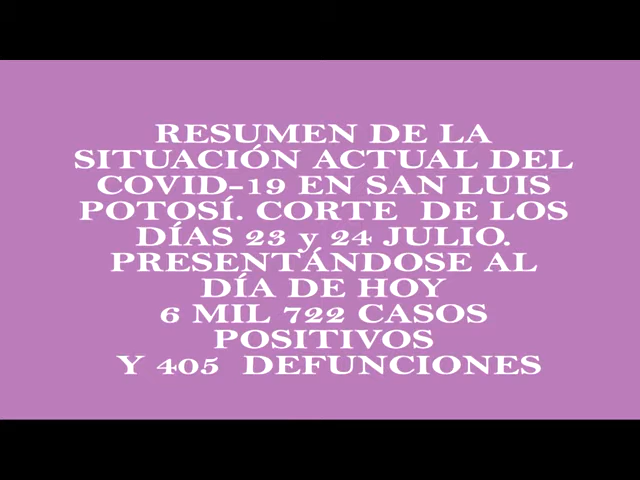 RESUMEN DE LA
SITUACIÓN ACTUAL DEL
COVID-19 EN SAN LUIS
POTOSÍ. CORTE  DE LOS
DÍAS 23 y 24 JULIO.
PRESENTÁNDOSE AL
DÍA DE HOY
6 MIL 722 CASOS
POSITIVOS
Y 405  DEFUNCIONES